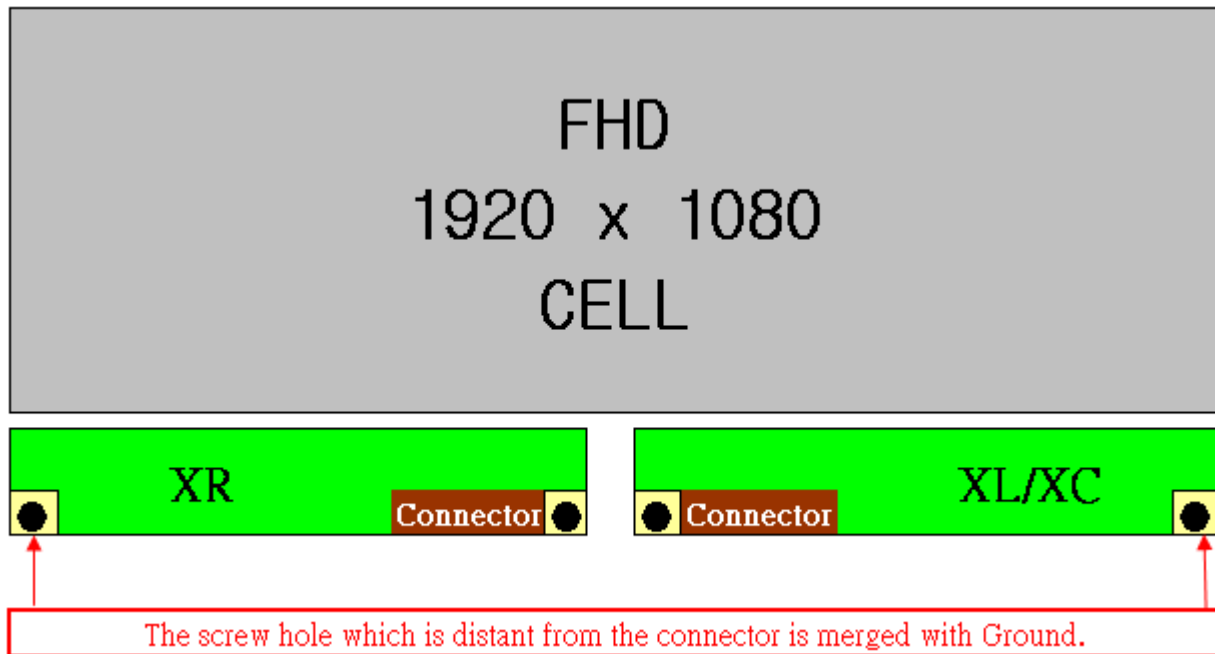 FHD
1920 x 1080
CELL
XR
XL/XC
Connector
Connector
The screw hole which is distant from the connector is merged with Ground.